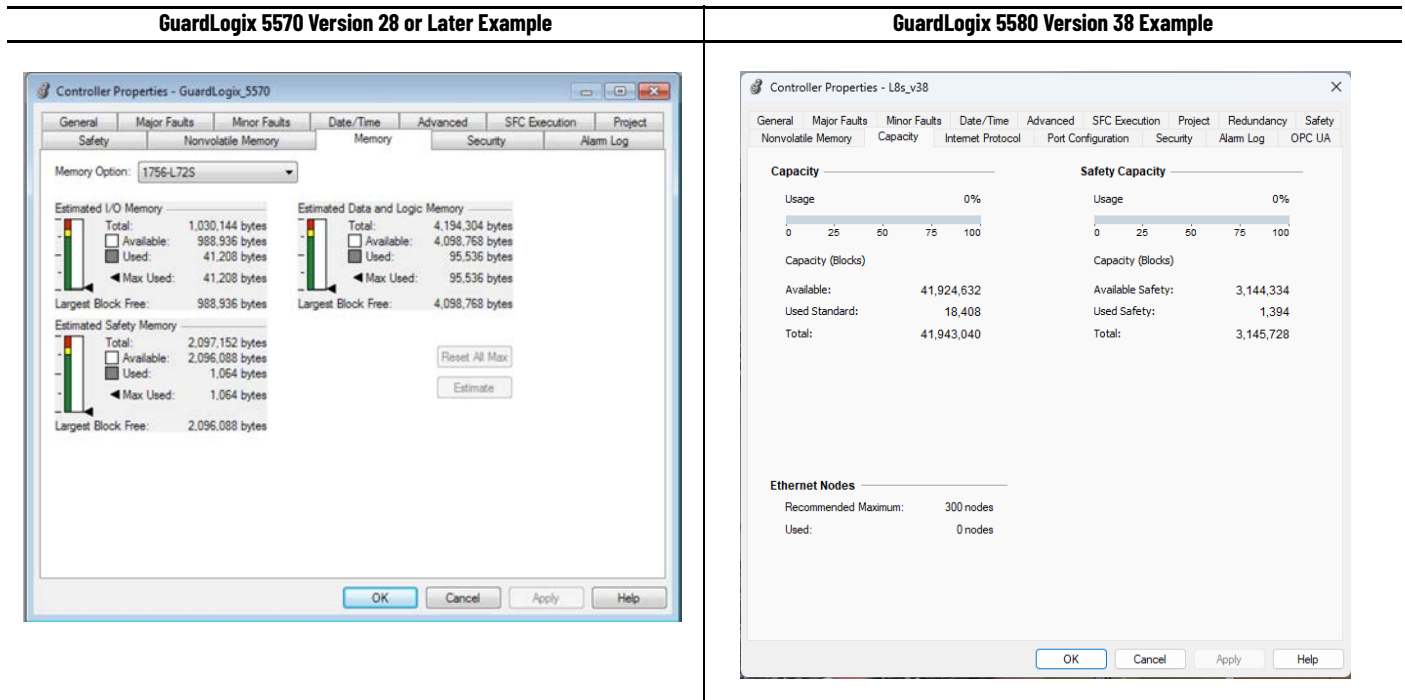 GuardLogix 5570 Version 28 or Later Example
Controller Properties - GuardLogix_5570
General Major Faults Minor Faults Date/Time Advanced SFC Execution Project
Safety Nonvolatile Memory Memory Security Alarm Log
Memory Option: 1756-L72S
Estimated I/O Memory
Total: 1,030,144 bytes
Available: 988,936 bytes
Used: 41,208 bytes
Max Used: 41,208 bytes
Largest Block Free: 988,936 bytes
Estimated Data and Logic Memory
Total: 4,194,304 bytes
Available: 4,098,768 bytes
Used: 95,536 bytes
Max Used: 95,536 bytes
Largest Block Free: 4,098,768 bytes
Estimated Safety Memory
Total: 2,097,152 bytes
Available: 2,096,088 bytes
Used: 1,064 bytes
Max Used: 1,064 bytes
Largest Block Free: 2,096,088 bytes
Reset All Max
Estimate
OK Cancel Apply Help
GuardLogix 5580 Version 38 Example
Controller Properties - L8s_v38
General Major Faults Minor Faults Date/Time Advanced SFC Execution Project Redundancy Safety
Nonvolatile Memory Capacity Internet Protocol Port Configuration Security Alarm Log OPC UA
Capacity
Usage 0%
0 25 50 75 100
Capacity (Blocks)
Available: 41,924,632
Used Standard: 18,408
Total: 41,943,040
Safety Capacity
Usage 0%
0 25 50 75 100
Capacity (Blocks)
Available Safety: 3,144,334
Used Safety: 1,394
Total: 3,145,728
Ethernet Nodes
Recommended Maximum: 300 nodes
Used: 0 nodes
OK Cancel Apply Help